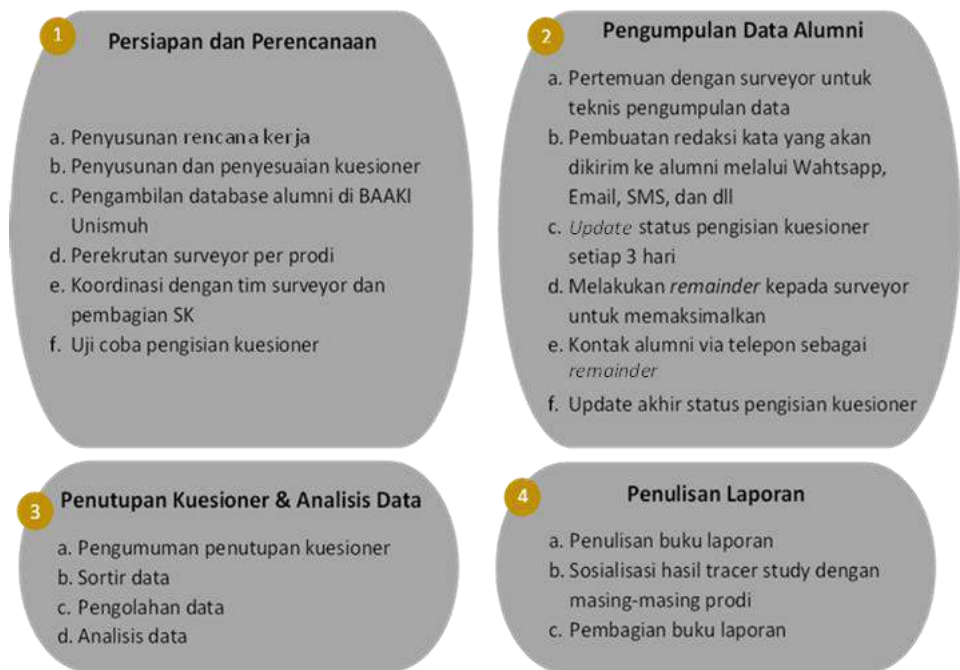 1
Persiapan dan Perencanaan
a. Penyusunan rencana kerja
b. Penyusunan dan penyesuaian kuesioner
c. Pengambilan database alumni di BAAKI
Unismuh
d. Perekrutan surveyor per prodi
e. Koordinasi dengan tim surveyor dan
pembagian SK
f. Uji coba pengisian kuesioner
2
Pengumpulan Data Alumni
a. Pertemuan dengan surveyor untuk
teknis pengumpulan data
b. Pembuatan redaksi kata yang akan
dikirim ke alumni melalui Wahtsapp,
Email, SMS, dan dll
c. Update status pengisian kuesioner
setiap 3 hari
d. Melakukan remainder kepada surveyor
untuk memaksimalkan
e. Kontak alumni via telepon sebagai
remainder
f. Update akhir status pengisian kuesioner
3
Penutupan Kuesioner & Analisis Data
a. Pengumuman penutupan kuesioner
b. Sortir data
c. Pengolahan data
d. Analisis data
4
Penulisan Laporan
a. Penulisan buku laporan
b. Sosialisasi hasil tracer study dengan
masing-masing prodi
c. Pembagian buku laporan